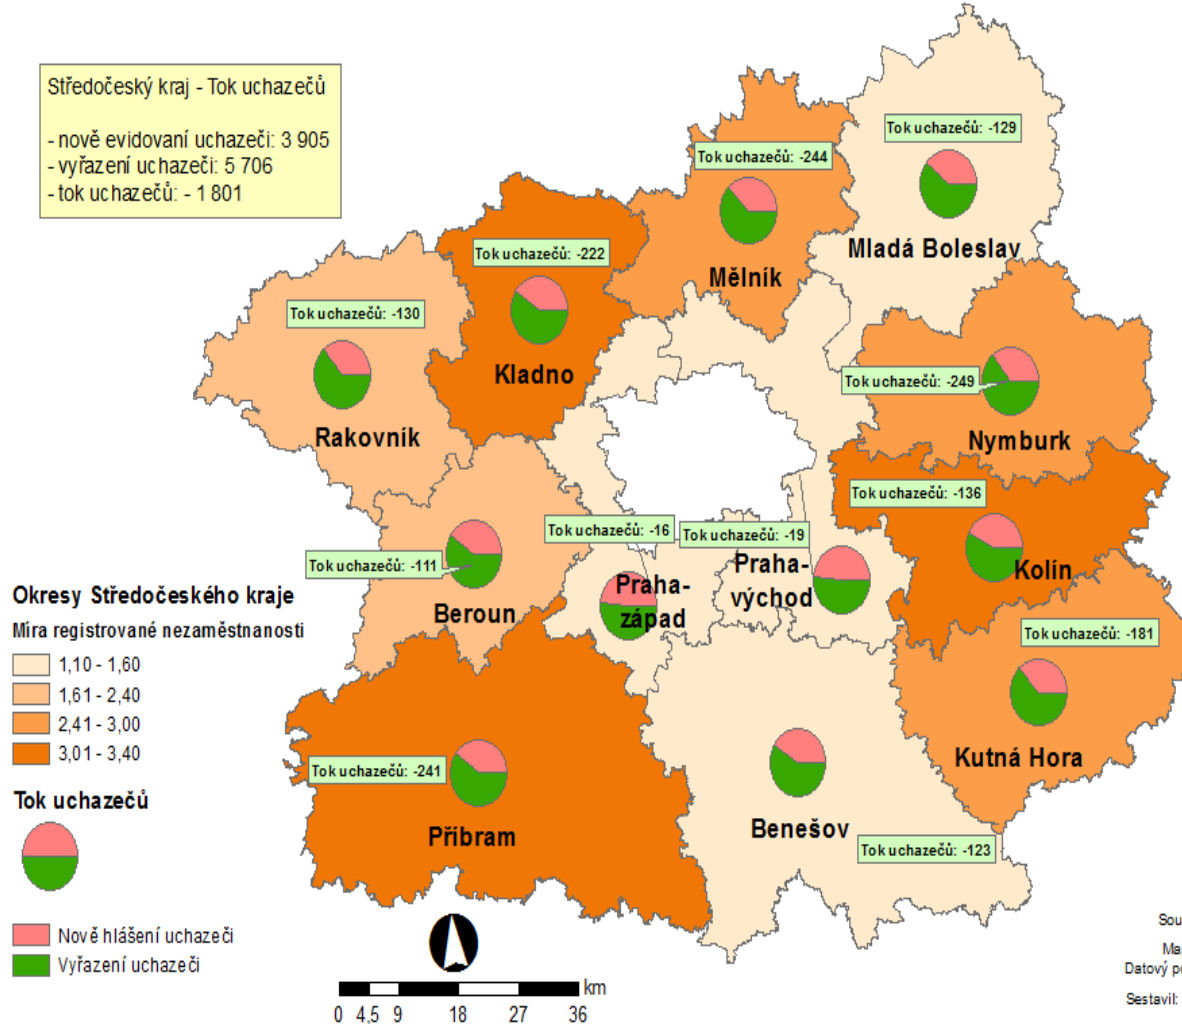 Středočeský kraj - Tok uchazečů
- nově evidovaní uchazeči: 3 905
- vyřazení uchazeči: 5 706
- tok uchazečů: - 1 801
Tok uchazečů: -129
Mladá Boleslav
Tok uchazečů: -244
Mělník
Tok uchazečů: -222
Kladno
Tok uchazečů: -130
Rakovník
Tok uchazečů: -249
Nymburk
Tok uchazečů: -136
Kolín
Tok uchazečů: -16
Praha-
západ
Tok uchazečů: -19
Praha-
východ
Tok uchazečů: -111
Beroun
Tok uchazečů: -181
Kutná Hora
Tok uchazečů: -241
Příbram
Benešov
Tok uchazečů: -123
Okresy Středočeského kraje
Míra registrované nezaměstnanosti
1,10 - 1,60
1,61 - 2,40
2,41 - 3,00
3,01 - 3,40
Tok uchazečů
Nově hlášení uchazeči
Vyřazení uchazeči
km
0 4,5 9 18 27 36
Sou
Ma
Datový po
Sestavil: